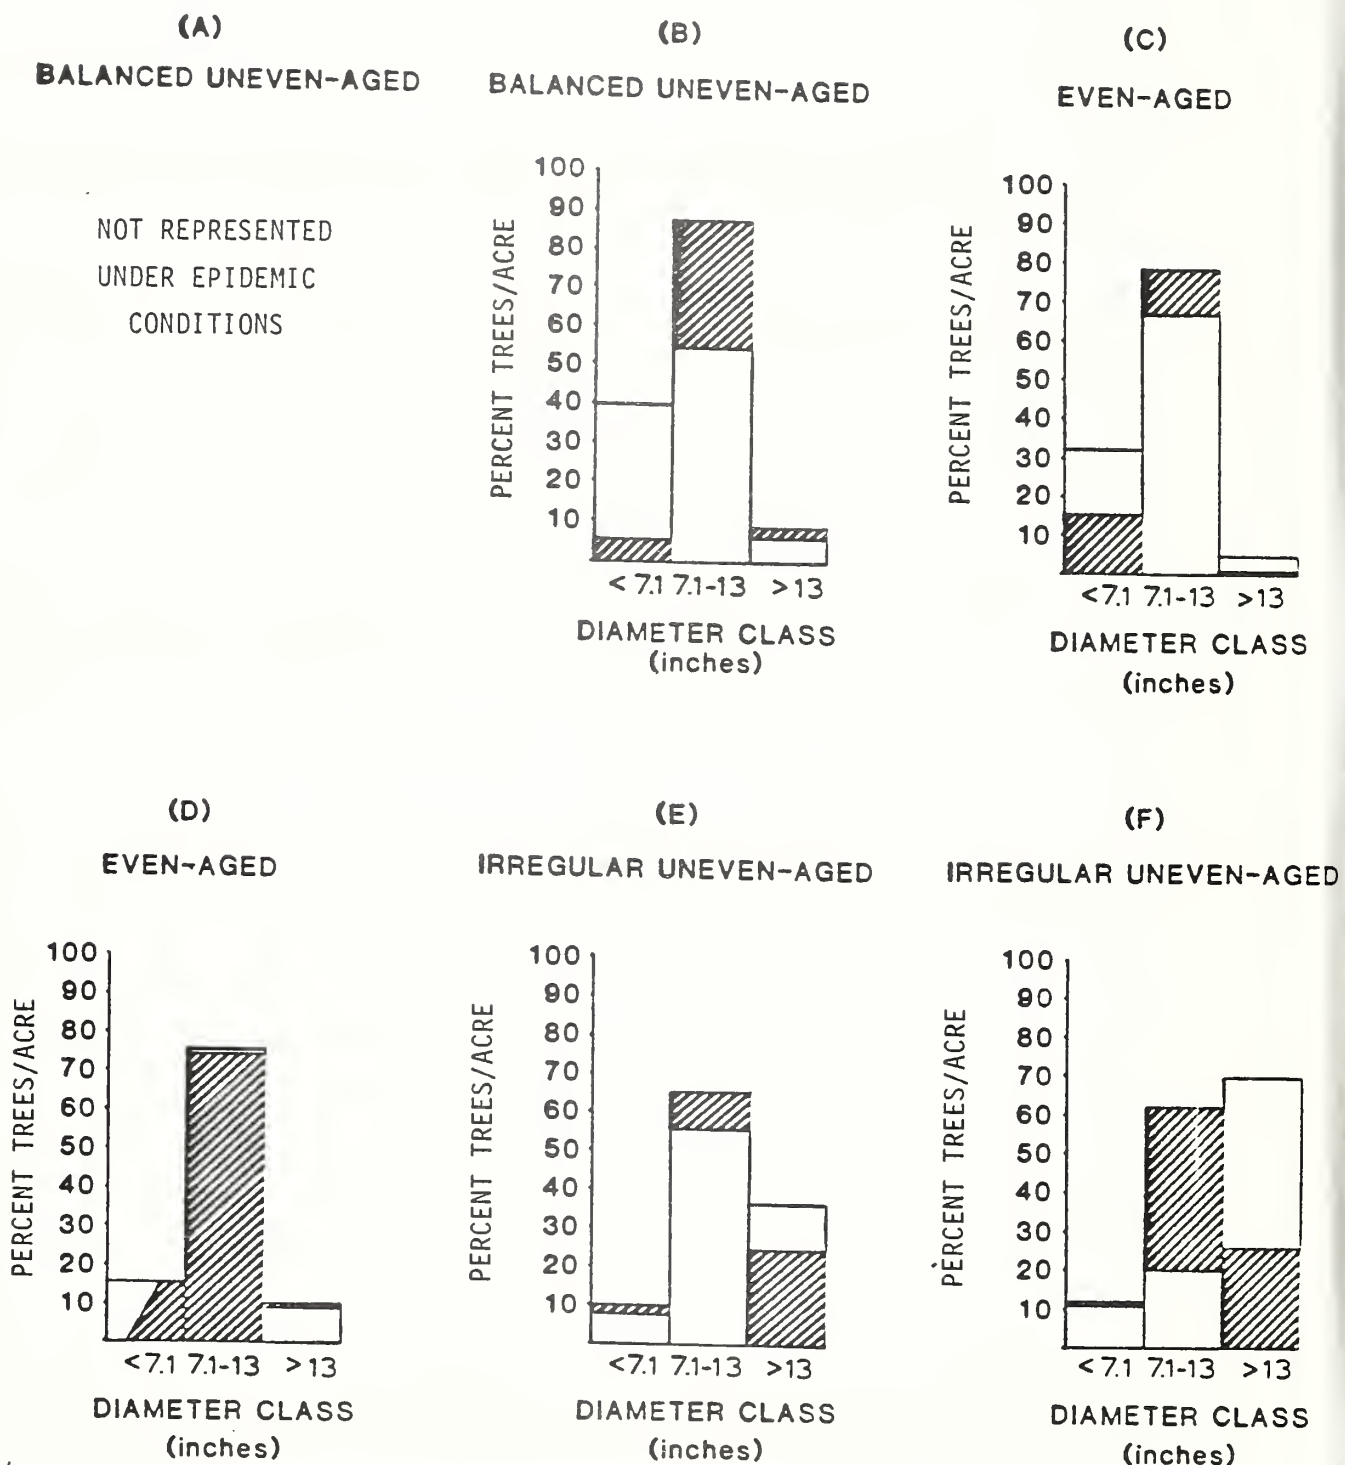 (A)
BALANCED UNEVEN-AGED
NOT REPRESENTED
UNDER EPIDEMIC
CONDITIONS
(B)
BALANCED UNEVEN-AGED
PERCENT TREES/ACRE
100
90
80
70
60
50
40
30
20
10
< 7.1 7.1-13 >13
DIAMETER CLASS
(inches)
(C)
EVEN-AGED
PERCENT TREES/ACRE
100
90
80
70
60
50
40
30
20
10
<7.1 7.1-13 >13
DIAMETER CLASS
(inches)
(D)
EVEN-AGED
PERCENT TREES/ACRE
100
90
80
70
60
50
40
30
20
10
<7.1 7.1-13 >13
DIAMETER CLASS
(inches)
(E)
IRREGULAR UNEVEN-AGED
PERCENT TREES/ACRE
100
90
80
70
60
50
40
30
20
10
<7.1 7.1-13 >13
DIAMETER CLASS
(inches)
(F)
IRREGULAR UNEVEN-AGED
PERCENT TREES/ACRE
100
90
80
70
60
50
40
30
20
10
<7.1 7.1-13 >13
DIAMETER CLASS
(inches)